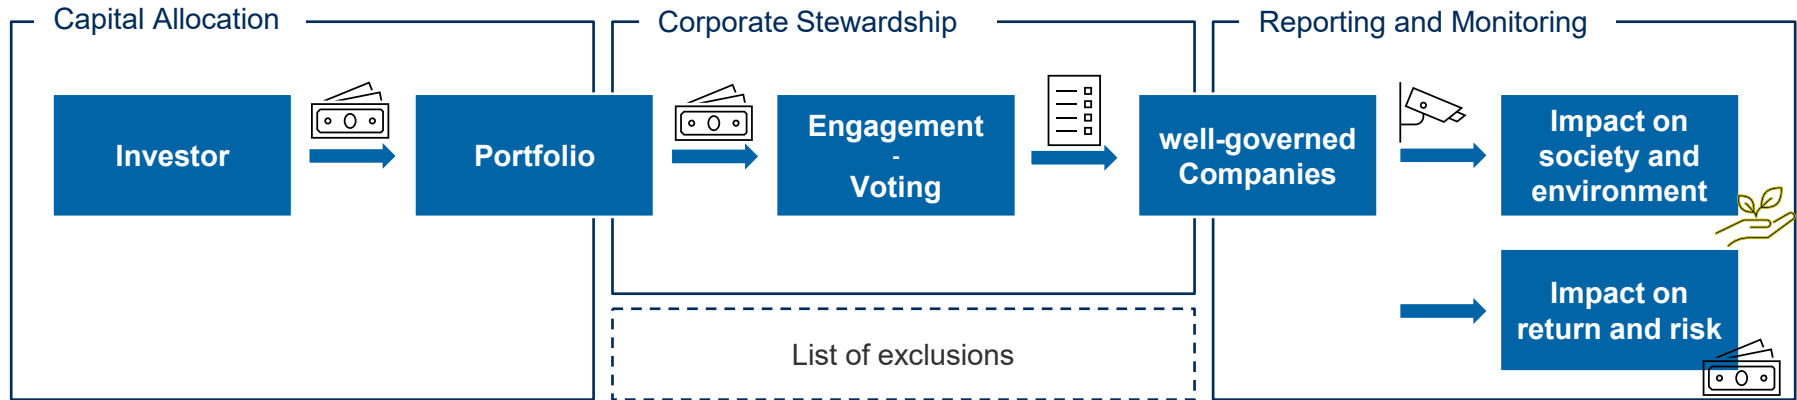 Capital Allocation
Corporate Stewardship
Reporting and Monitoring
Investor
Portfolio
Engagement
-
Voting
well-governed
Companies
Impact on
society and
environment
Impact on
return and risk
List of exclusions